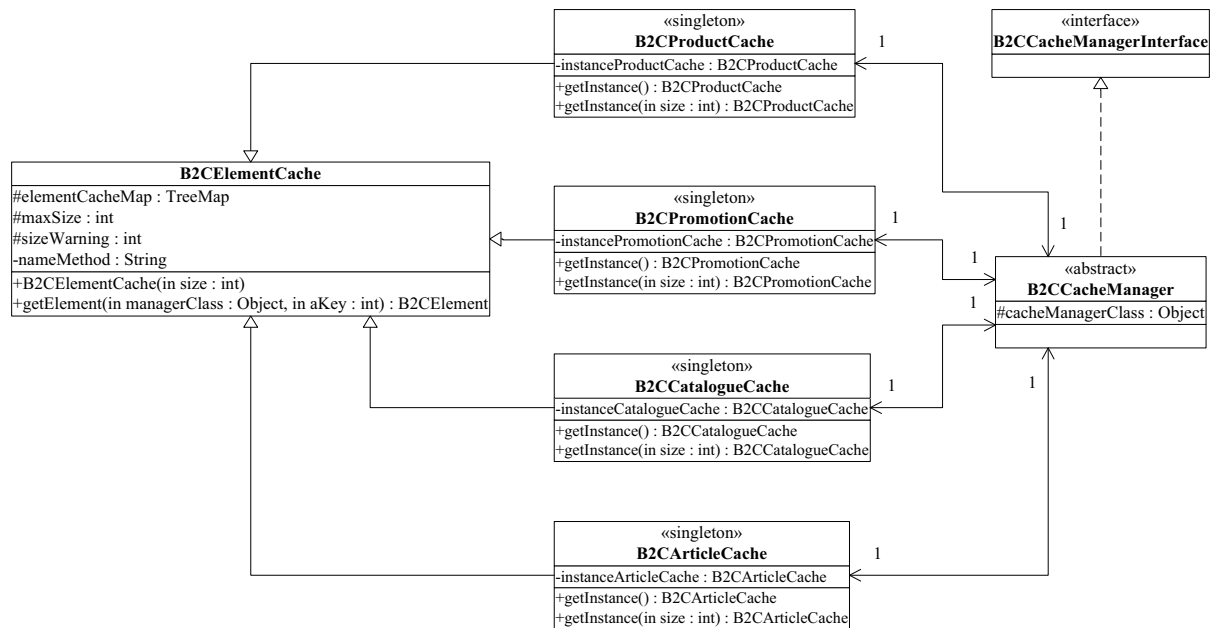 «singleton»
B2CProductCache
-instanceProductCache : B2CProductCache
+getInstance() : B2CProductCache
+getInstance(in size : int) : B2CProductCache
1
«interface»
B2CCacheManagerInterface
B2CElementCache
#elementCacheMap : TreeMap
#maxSize : int
#sizeWarning : int
-nameMethod : String
+B2CElementCache(in size : int)
+getElement(in managerClass : Object, in aKey : int) : B2CElement
«singleton»
B2CPromotionCache
-instancePromotionCache : B2CPromotionCache
+getInstance() : B2CPromotionCache
+getInstance(in size : int) : B2CPromotionCache
1
1
1
«abstract»
B2CCacheManager
#cacheManagerClass : Object
1
«singleton»
B2CCatalogueCache
-instanceCatalogueCache : B2CCatalogueCache
+getInstance() : B2CCatalogueCache
+getInstance(in size : int) : B2CCatalogueCache
1
1
«singleton»
B2CArticleCache
-instanceArticleCache : B2CArticleCache
+getInstance() : B2CArticleCache
+getInstance(in size : int) : B2CArticleCache
1